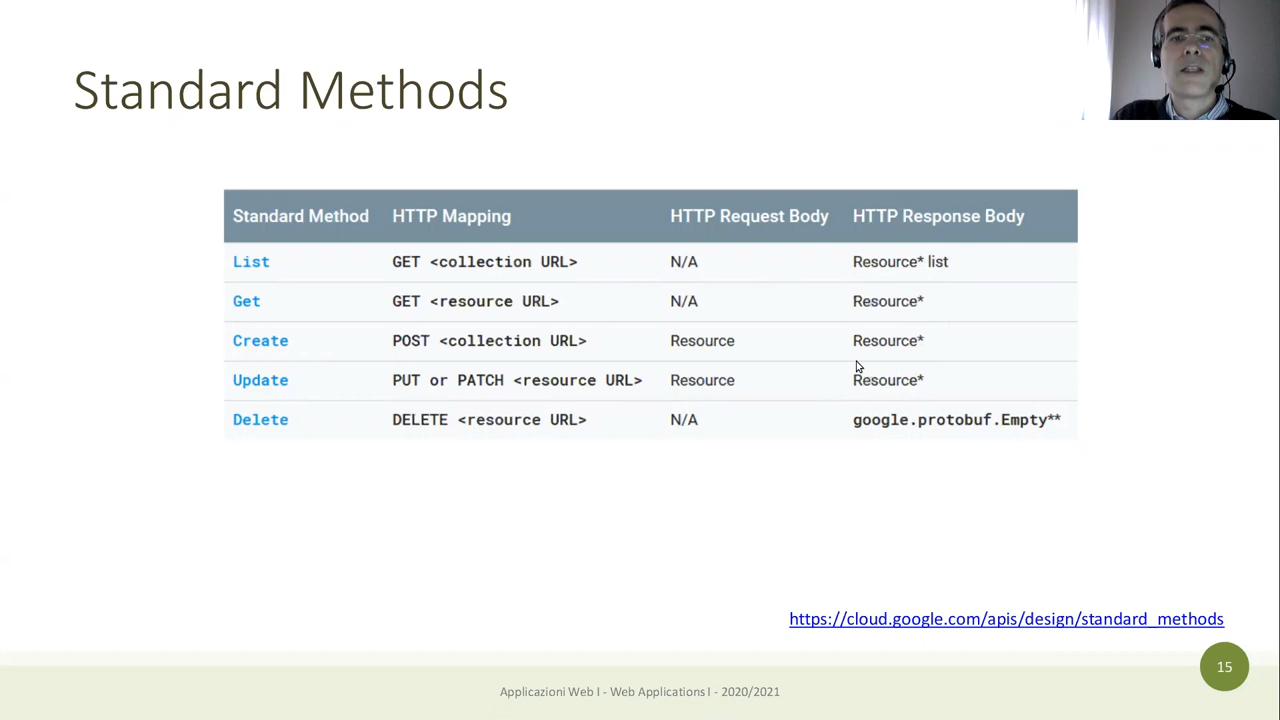 Standard Methods
Standard Method HTTP Mapping HTTP Request Body HTTP Response Body
List GET <collection URL> N/A Resource* list
Get GET <resource URL> N/A Resource*
Create POST <collection URL> Resource Resource*
Update PUT or PATCH <resource URL> Resource Resource*
Delete DELETE <resource URL> N/A google.protobuf.Empty**
https://cloud.google.com/apis/design/standard_methods
15
Applicazioni Web I - Web Applications I - 2020/2021